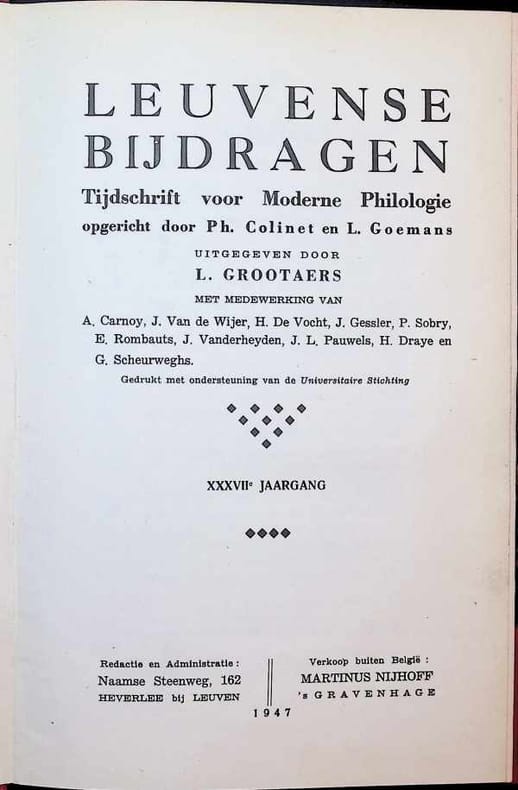 LEUVENSE
BIJDRAGEN
Tijdschrift voor Moderne Philologie
opgericht door Ph. Colinet en L. Goemans
UITGEGEVEN DOOR
L. GROOTAERS
MET MEDEWERKING VAN
A. Carnoy, J. Van de Wijer, H. De Vocht, J. Gessler, P. Sobry,
E. Rombauts, J. Vanderheyden, J. L. Pauwels, H. Draye en
G. Scheurweghs.
Gedrukt met ondersteuning van de Universitaire Stichting
XXXVIIe JAARGANG
Redactie en Administratie :
Naamse Steenweg, 162
HEVERLEE bij LEUVEN
Verkoop buiten België :
MARTINUS NIJHOFF
's GRAVENHAGE
1947